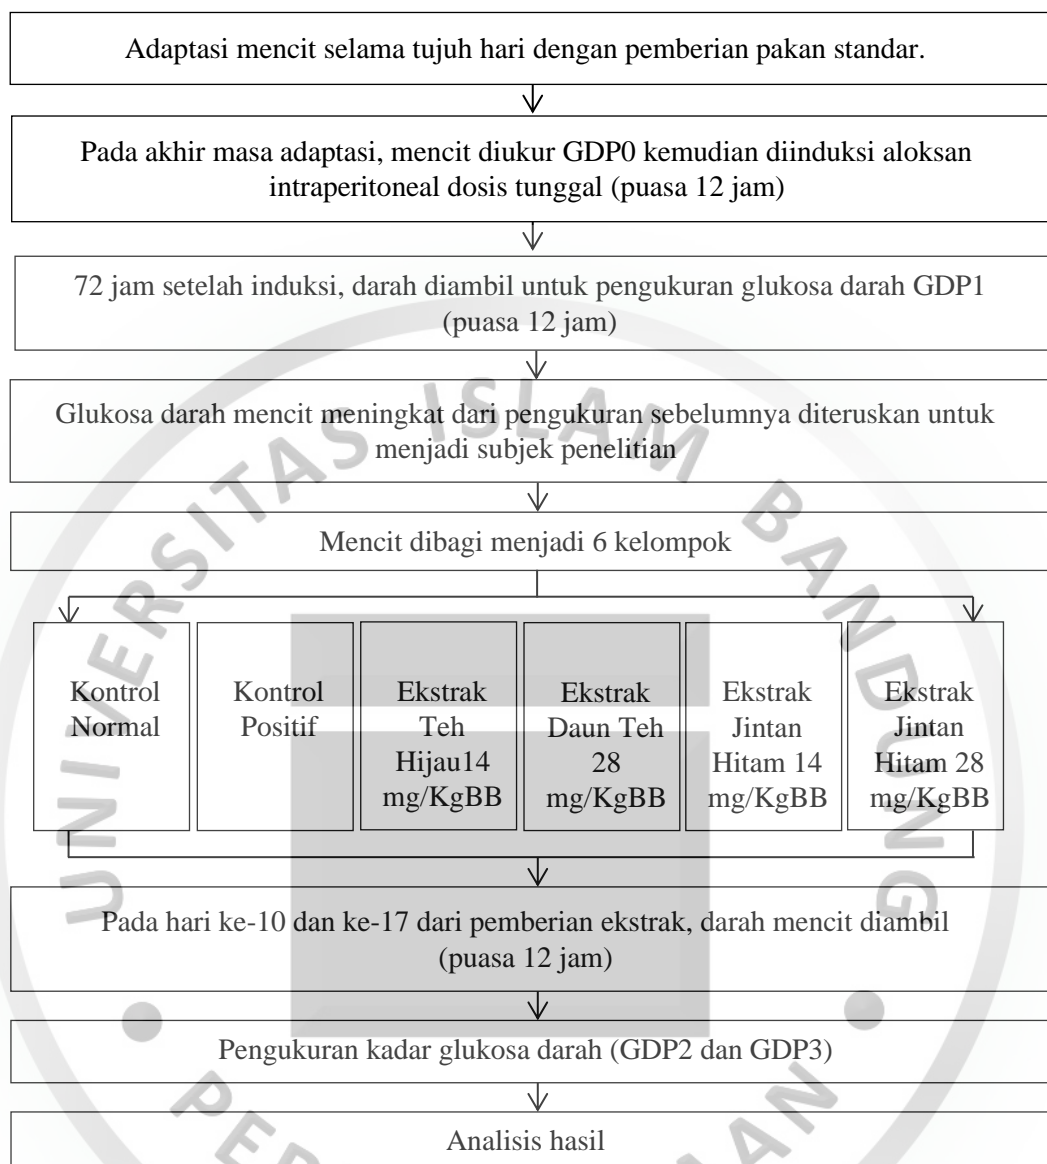 Adaptasi mencit selama tujuh hari dengan pemberian pakan standar.
Pada akhir masa adaptasi, mencit diukur GDP0 kemudian diinduksi aloksan
intraperitoneal dosis tunggal (puasa 12 jam)
72 jam setelah induksi, darah diambil untuk pengukuran glukosa darah GDP1
(puasa 12 jam)
Glukosa darah mencit meningkat dari pengukuran sebelumnya diteruskan untuk
menjadi subjek penelitian
Mencit dibagi menjadi 6 kelompok
Kontrol
Normal
Kontrol
Positif
Ekstrak
Teh
Hijau14
mg/KgBB
Ekstrak
Daun Teh
28
mg/KgBB
Ekstrak
Jintan
Hitam 14
mg/KgBB
Ekstrak
Jintan
Hitam 28
mg/KgBB
Pada hari ke-10 dan ke-17 dari pemberian ekstrak, darah mencit diambil
(puasa 12 jam)
Pengukuran kadar glukosa darah (GDP2 dan GDP3)
Analisis hasil
UNIVERSITAS ISLAM BANDUNG